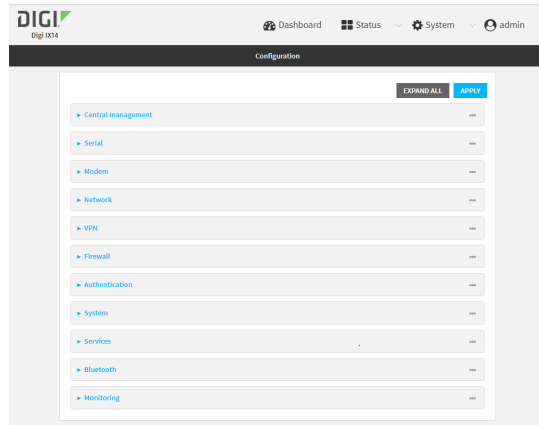 DIGI
Digi IX14
Dashboard Status System admin
Configuration
EXPAND ALL APPLY
Central management
Serial
Modem
Network
VPN
Firewall
Authentication
System
Services
Bluetooth
Monitoring